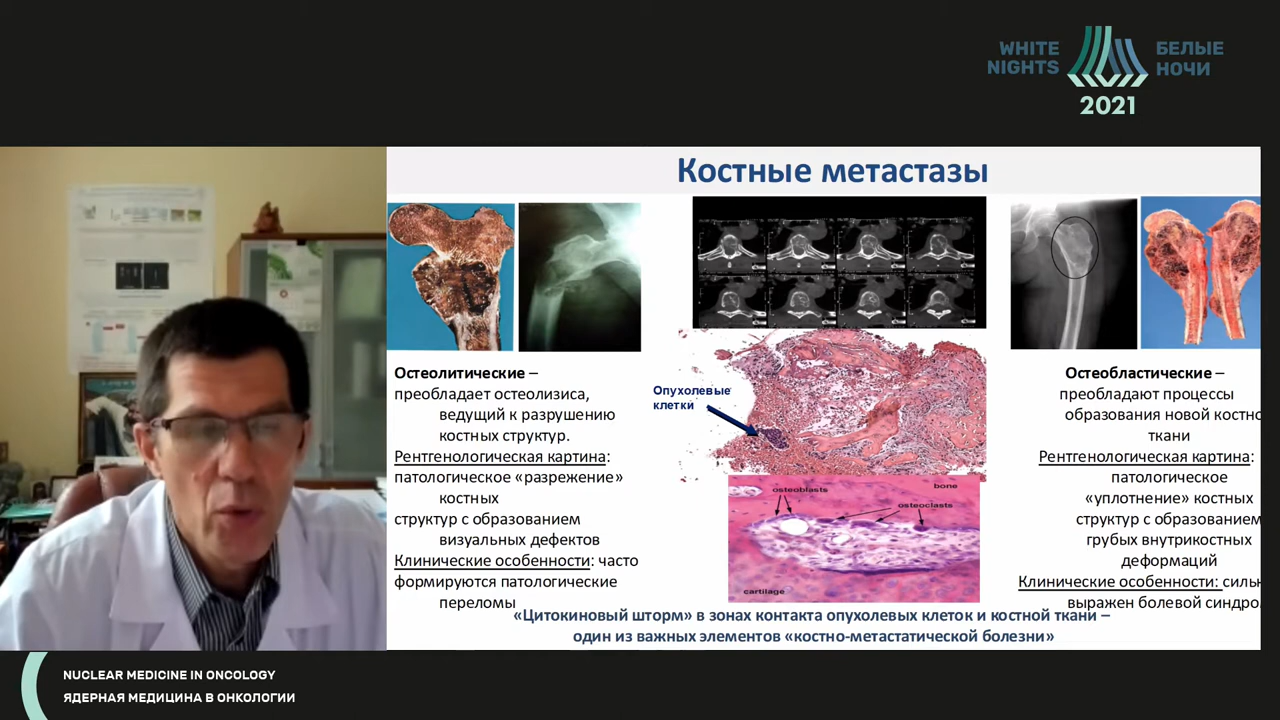 WHITE NIGHTS
БЕЛЫЕ НОЧИ
2021
Костные метастазы
Остеолитические –
преобладает остеолизиса,
ведущий к разрушению
костных структур.
Рентгенологическая картина:
патологическое «разрежение»
костных
структур с образованием
визуальных дефектов
Клинические особенности: часто
формируются патологические
переломы
Опухолевые
клетки
osteoblasts
bone
osteoclasts
cartilage
Остеобластические –
преобладают процессы
образования новой костно
ткани
Рентгенологическая картина:
патологическое
«уплотнение» костных
структур с образованием
грубых внутрикостных
деформаций
Клинические особенности: силь
выражен болевой синдро
«Цитокиновый шторм» в зонах контакта опухолевых клеток и костной ткани –
один из важных элементов «костно-метастатической болезни»
NUCLEAR MEDICINE IN ONCOLOGY
ЯДЕРНАЯ МЕДИЦИНА В ОНКОЛОГИИ